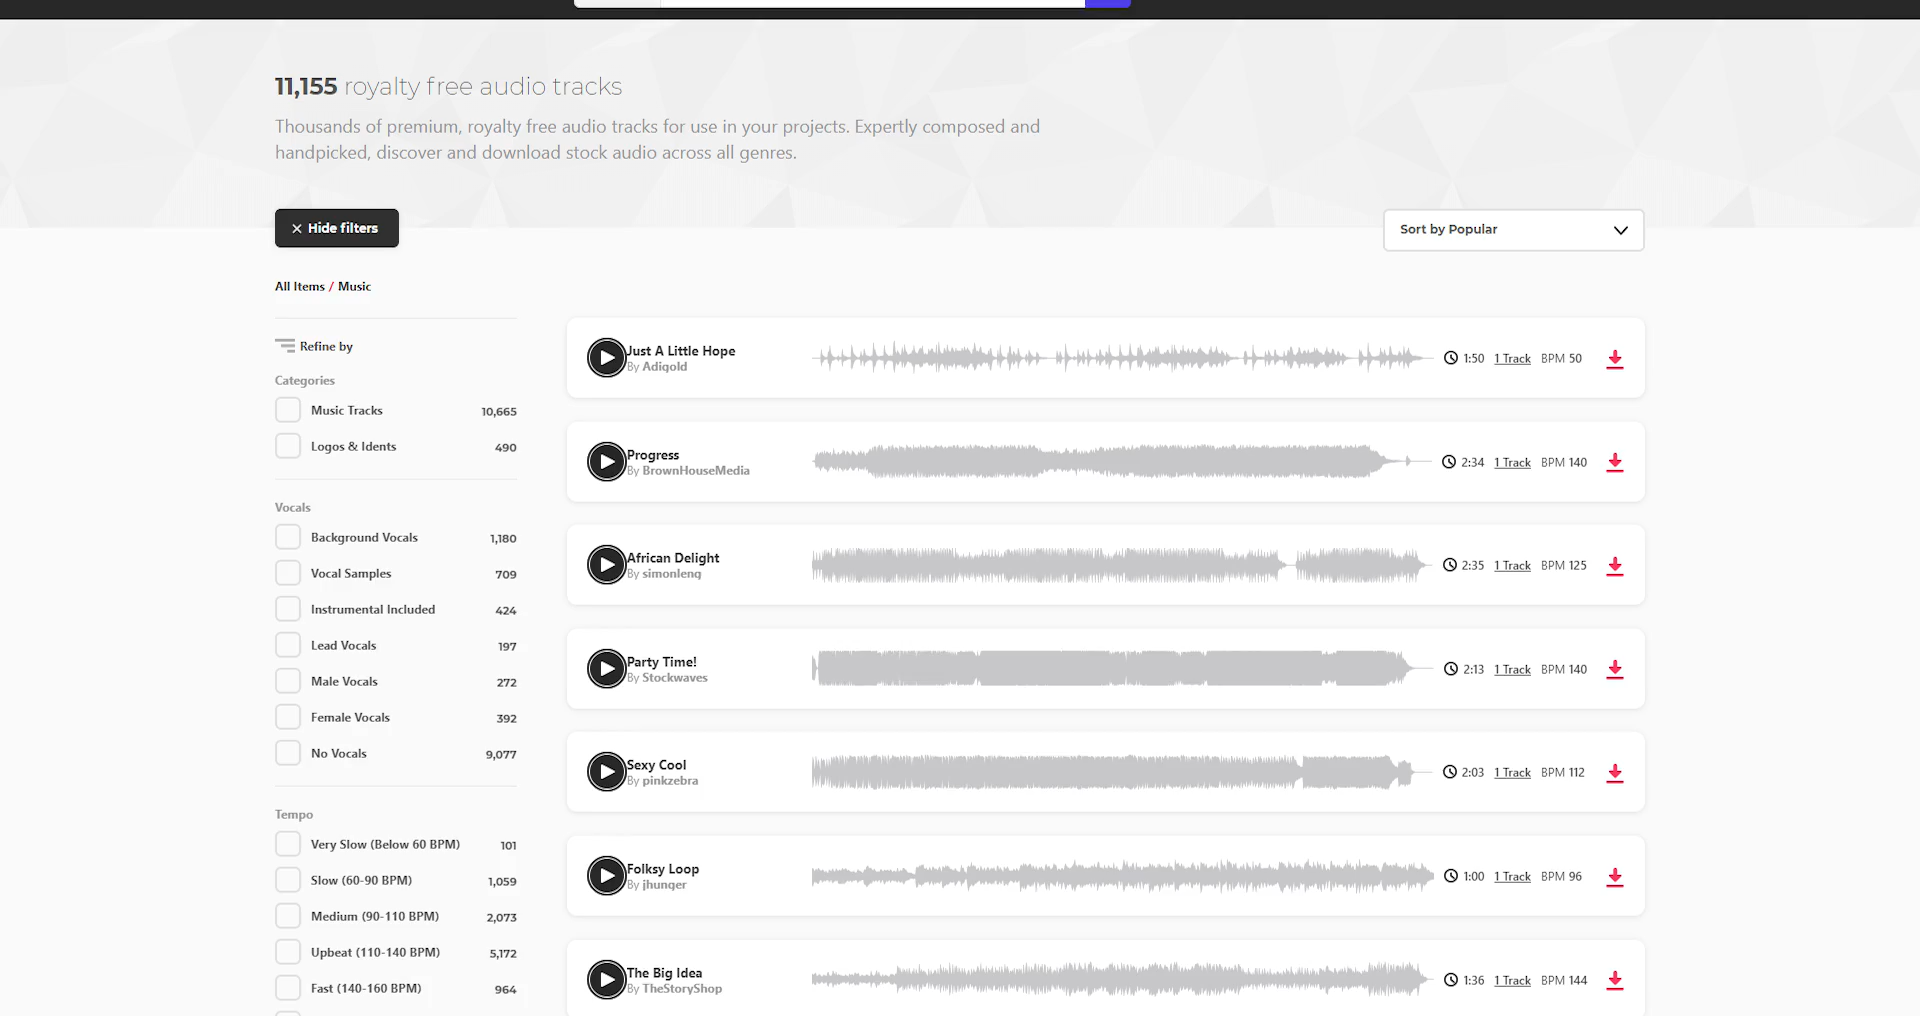 11,155 royalty free audio tracks
Thousands of premium, royalty free audio tracks for use in your projects. Expertly composed and
handpicked, discover and download stock audio across all genres.
Hide filters
Sort by Popular
All Items / Music
Refine by
Categories
Music Tracks 10,665
Logos & Idents 490
Vocals
Background Vocals 1,180
Vocal Samples 709
Instrumental Included 424
Lead Vocals 197
Male Vocals 272
Female Vocals 392
No Vocals 9,077
Tempo
Very Slow (Below 60 BPM) 101
Slow (60-90 BPM) 1,059
Medium (90-110 BPM) 2,073
Upbeat (110-140 BPM) 5,172
Fast (140-160 BPM) 964
Just A Little Hope
By Adigold
1:50 1 Track BPM 50
Progress
By BrownHouseMedia
2:34 1 Track BPM 140
African Delight
By simonleng
2:35 1 Track BPM 125
Party Time!
By Stockwaves
2:13 1 Track BPM 140
Sexy Cool
By pinkzebra
2:03 1 Track BPM 112
Folksy Loop
By jhunger
1:00 1 Track BPM 96
The Big Idea
By TheStoryShop
1:36 1 Track BPM 144